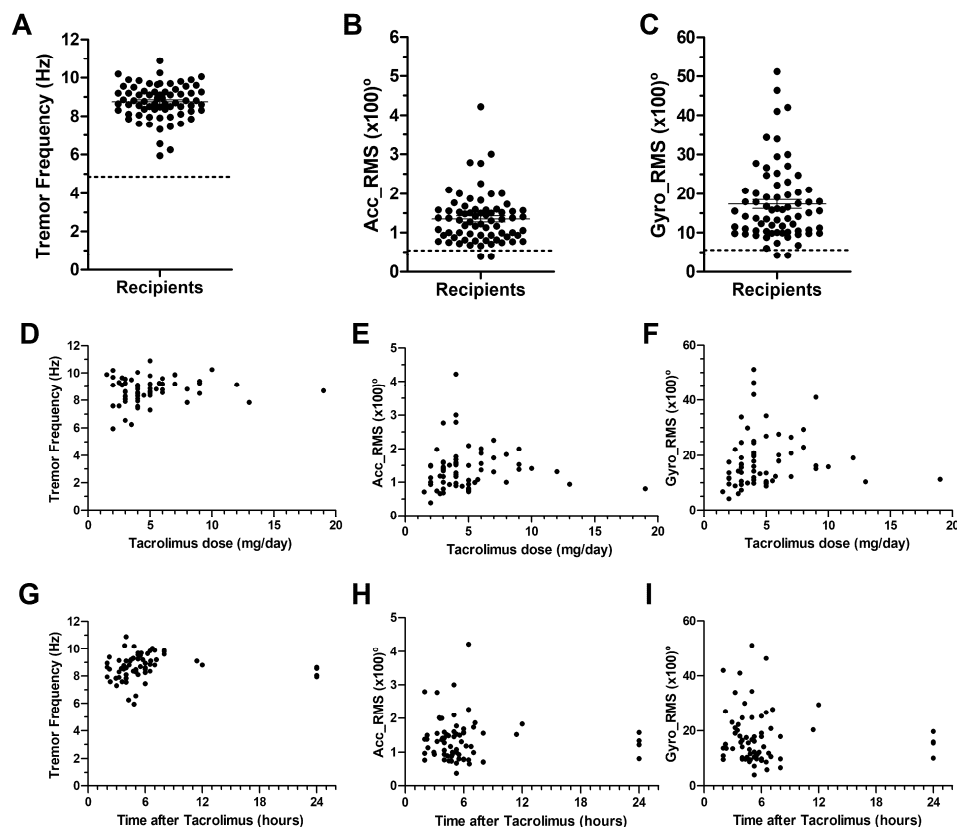 A
B
C
Tremor Frequency (Hz)
12
10
8
6
4
2
0
Recipients
Acc_RMS (x100)º
6
5
4
3
2
1
0
Recipients
Gyro_RMS (x100)º
60
50
40
30
20
10
0
Recipients
D
E
F
Tremor Frequency (Hz)
12
10
8
6
4
2
0
0 5 10 15 20
Tacrolimus dose (mg/day)
Acc_RMS (x100)º
5
4
3
2
1
0
0 5 10 15 20
Tacrolimus dose (mg/day)
Gyro_RMS (x100)º
60
40
20
0
0 5 10 15 20
Tacrolimus dose (mg/day)
G
H
I
Tremor Frequency (Hz)
12
10
8
6
4
2
0
0 6 12 18 24
Time after Tacrolimus (hours)
Acc_RMS (x100)º
5
4
3
2
1
0
0 6 12 18 24
Time after Tacrolimus (hours)
Gyro_RMS (x100)º
60
40
20
0
0 6 12 18 24
Time after Tacrolimus (hours)